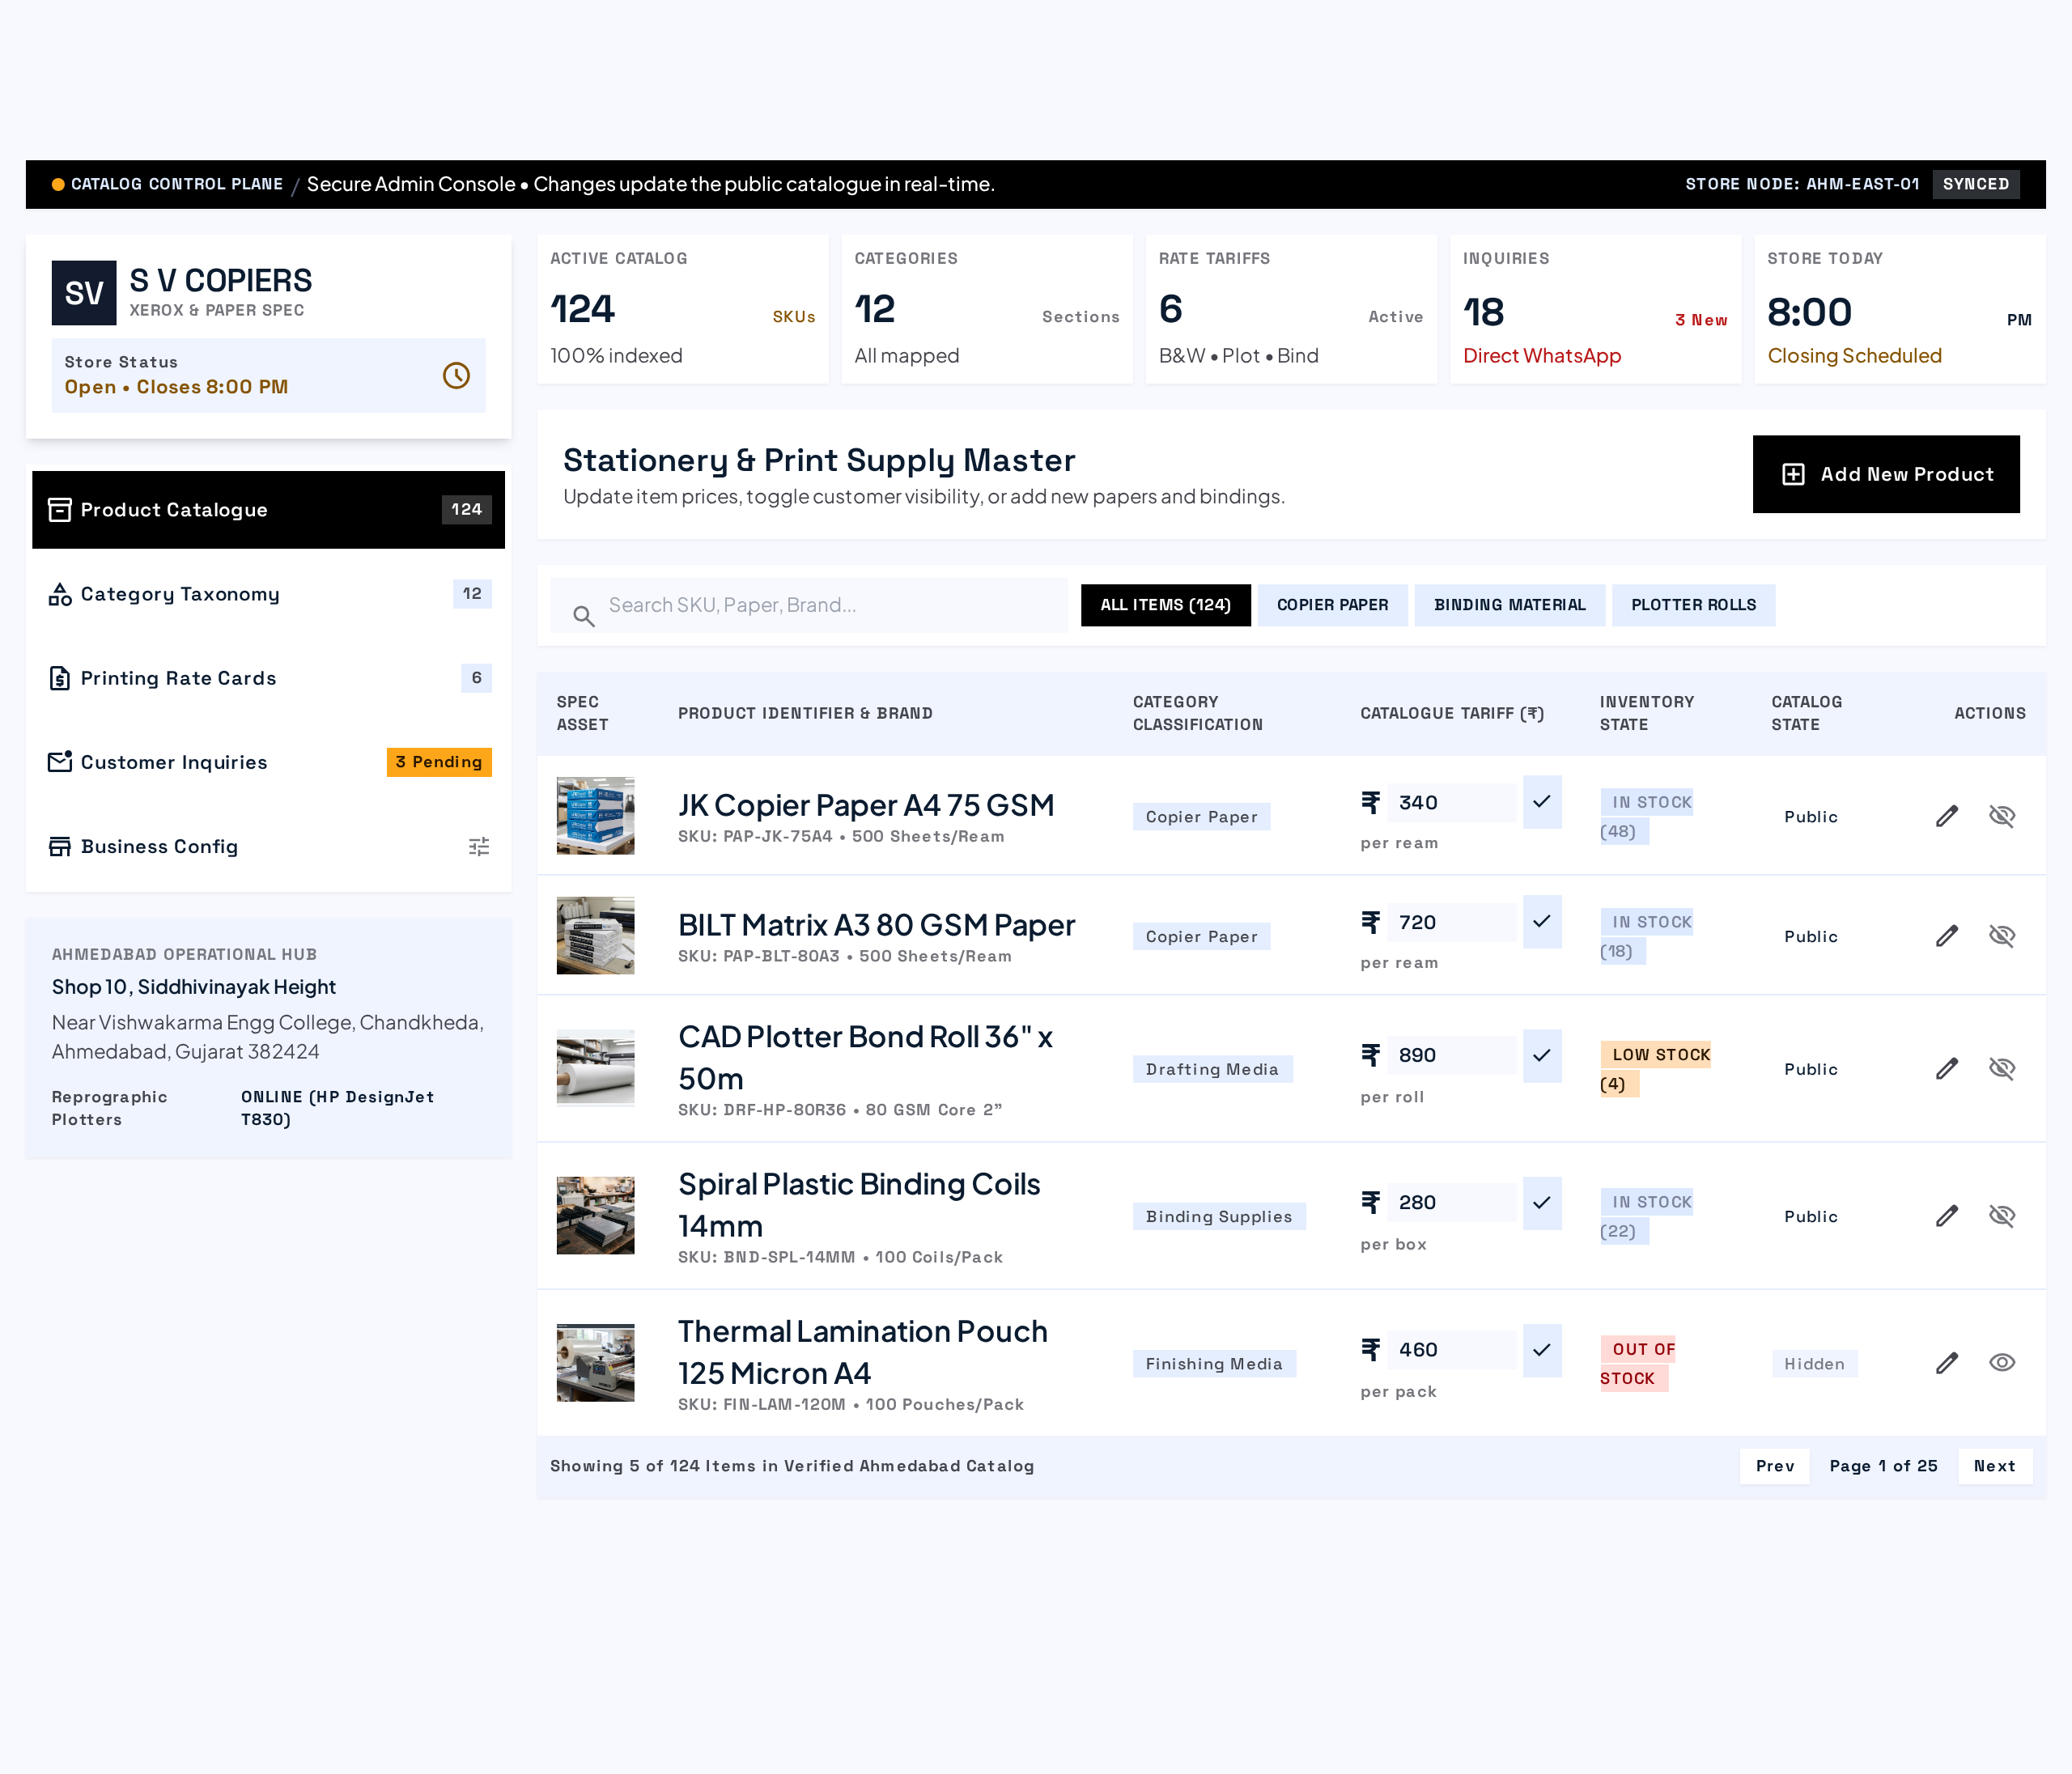 CATALOG CONTROL PLANE / Secure Admin Console • Changes update the public catalogue in real-time.
STORE NODE: AHM-EAST-01 SYNCED
SV
S V COPIERS
XEROX & PAPER SPEC
Store Status
Open • Closes 8:00 PM
Product Catalogue 124
Category Taxonomy 12
Printing Rate Cards 6
Customer Inquiries 3 Pending
Business Config
AHMEDABAD OPERATIONAL HUB
Shop 10, Siddhivinayak Height
Near Vishwakarma Engg College, Chandkheda,
Ahmedabad, Gujarat 382424
Reprographic
Plotters
ONLINE (HP DesignJet
T830)
ACTIVE CATALOG
124 SKUs
100% indexed
CATEGORIES
12 Sections
All mapped
RATE TARIFFS
6 Active
B&W • Plot • Bind
INQUIRIES
18 3 New
Direct WhatsApp
STORE TODAY
8:00 PM
Closing Scheduled
Stationery & Print Supply Master
Update item prices, toggle customer visibility, or add new papers and bindings.
Add New Product
Search SKU, Paper, Brand...
ALL ITEMS (124)
COPIER PAPER
BINDING MATERIAL
PLOTTER ROLLS
SPEC
ASSET
PRODUCT IDENTIFIER & BRAND
CATEGORY
CLASSIFICATION
CATALOGUE TARIFF (₹)
INVENTORY
STATE
CATALOG
STATE
ACTIONS
JK Copier Paper A4 75 GSM
SKU: PAP-JK-75A4 • 500 Sheets/Ream
Copier Paper
₹ 340
per ream
IN STOCK
(48)
Public
BILT Matrix A3 80 GSM Paper
SKU: PAP-BLT-80A3 • 500 Sheets/Ream
Copier Paper
₹ 720
per ream
IN STOCK
(18)
Public
CAD Plotter Bond Roll 36" x
50m
SKU: DRF-HP-80R36 • 80 GSM Core 2”
Drafting Media
₹ 890
per roll
LOW STOCK
(4)
Public
Spiral Plastic Binding Coils
14mm
SKU: BND-SPL-14MM • 100 Coils/Pack
Binding Supplies
₹ 280
per box
IN STOCK
(22)
Public
Thermal Lamination Pouch
125 Micron A4
SKU: FIN-LAM-120M • 100 Pouches/Pack
Finishing Media
₹ 460
per pack
OUT OF
STOCK
Hidden
Showing 5 of 124 Items in Verified Ahmedabad Catalog
Prev
Page 1 of 25
Next